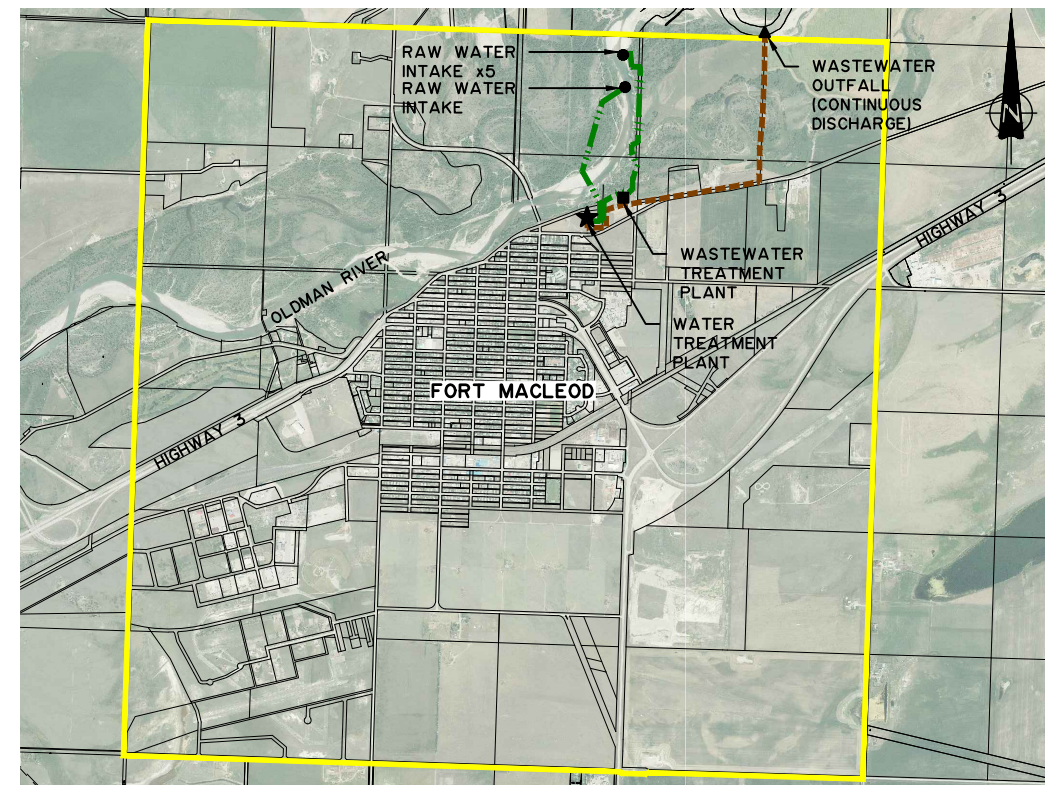 RAW WATER
INTAKE x5
RAW WATER
INTAKE
WASTEWATER
OUTFALL
(CONTINUOUS
DISCHARGE)
N
HIGHWAY 3
OLDMAN RIVER
WASTEWATER
TREATMENT
PLANT
WATER
TREATMENT
PLANT
FORT MACLEOD
HIGHWAY 3